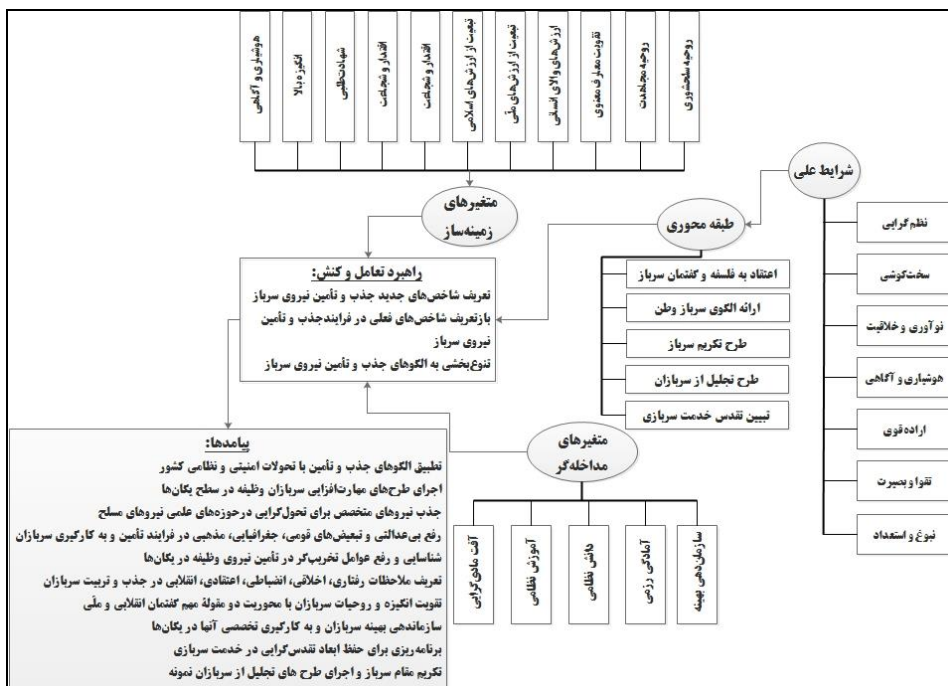 روحیه سلحشوری
روحیه مجاهدت
تقویت معارف معنوی
ارزش‌های والای انسانی
تبعیت از ارزش‌های ملّی
تبعیت از ارزش‌های اسلامی
اقتدار و شجاعت
اقتدار و شجاعت
شهادت‌طلبی
انگیزه بالا
هوشیاری و آگاهی
شرایط علی
نظم‌گرایی
سخت‌کوشی
نوآوری و خلاقیت
هوشیاری و آگاهی
اراده قوی
تقوا و بصیرت
نبوغ و استعداد
طبقه محوری
اعتقاد به فلسفه و گفتمان سرباز
ارائه الگوی سرباز وطن
طرح تکریم سرباز
طرح تجلیل از سربازان
تبیین تقدس خدمت سربازی
متغیرهای
زمینه‌ساز
راهبرد تعامل و کنش:
تعریف شاخص‌های جدید جذب و تأمین نیروی سرباز
بازتعریف شاخص‌های فعلی در فرایندجذب و تأمین
نیروی سرباز
تنوع‌بخشی به الگوهای جذب و تأمین نیروی سرباز
متغیرهای
مداخله‌گر
سازمان‌دهی بهینه
آمادگی رزمی
دانش نظامی
آموزش نظامی
آفت مادی‌گرایی
پیامدها:
تطبیق الگوهای جذب و تأمین با تحولات امنیتی و نظامی کشور
اجرای طرح‌های مهارت‌افزایی سربازان وظیفه در سطح یکان‌ها
جذب نیروهای متخصص برای تحول‌گرایی درحوزه‌های علمی نیروهای مسلح
رفع بی‌عدالتی و تبعیض‌های قومی، جغرافیایی، مذهبی در فرایند تأمین و به کارگیری سربازان
شناسایی و رفع عوامل تخریب‌گر در تأمین نیروی وظیفه در یکان‌ها
تعریف ملاحظات رفتاری، اخلاقی، انضباطی، اعتقادی، انقلابی در جذب و تربیت سربازان
تقویت انگیزه و روحیات سربازان با محوریت دو مقولهٔ مهم گفتمان انقلابی و ملّی
سازماندهی بهینه سربازان و به کارگیری تخصصی آنها در یکان‌ها
برنامه‌ریزی برای حفظ ابعاد تقدس‌گرایی در خدمت سربازی
تکریم مقام سرباز و اجرای طرح های تجلیل از سربازان نمونه